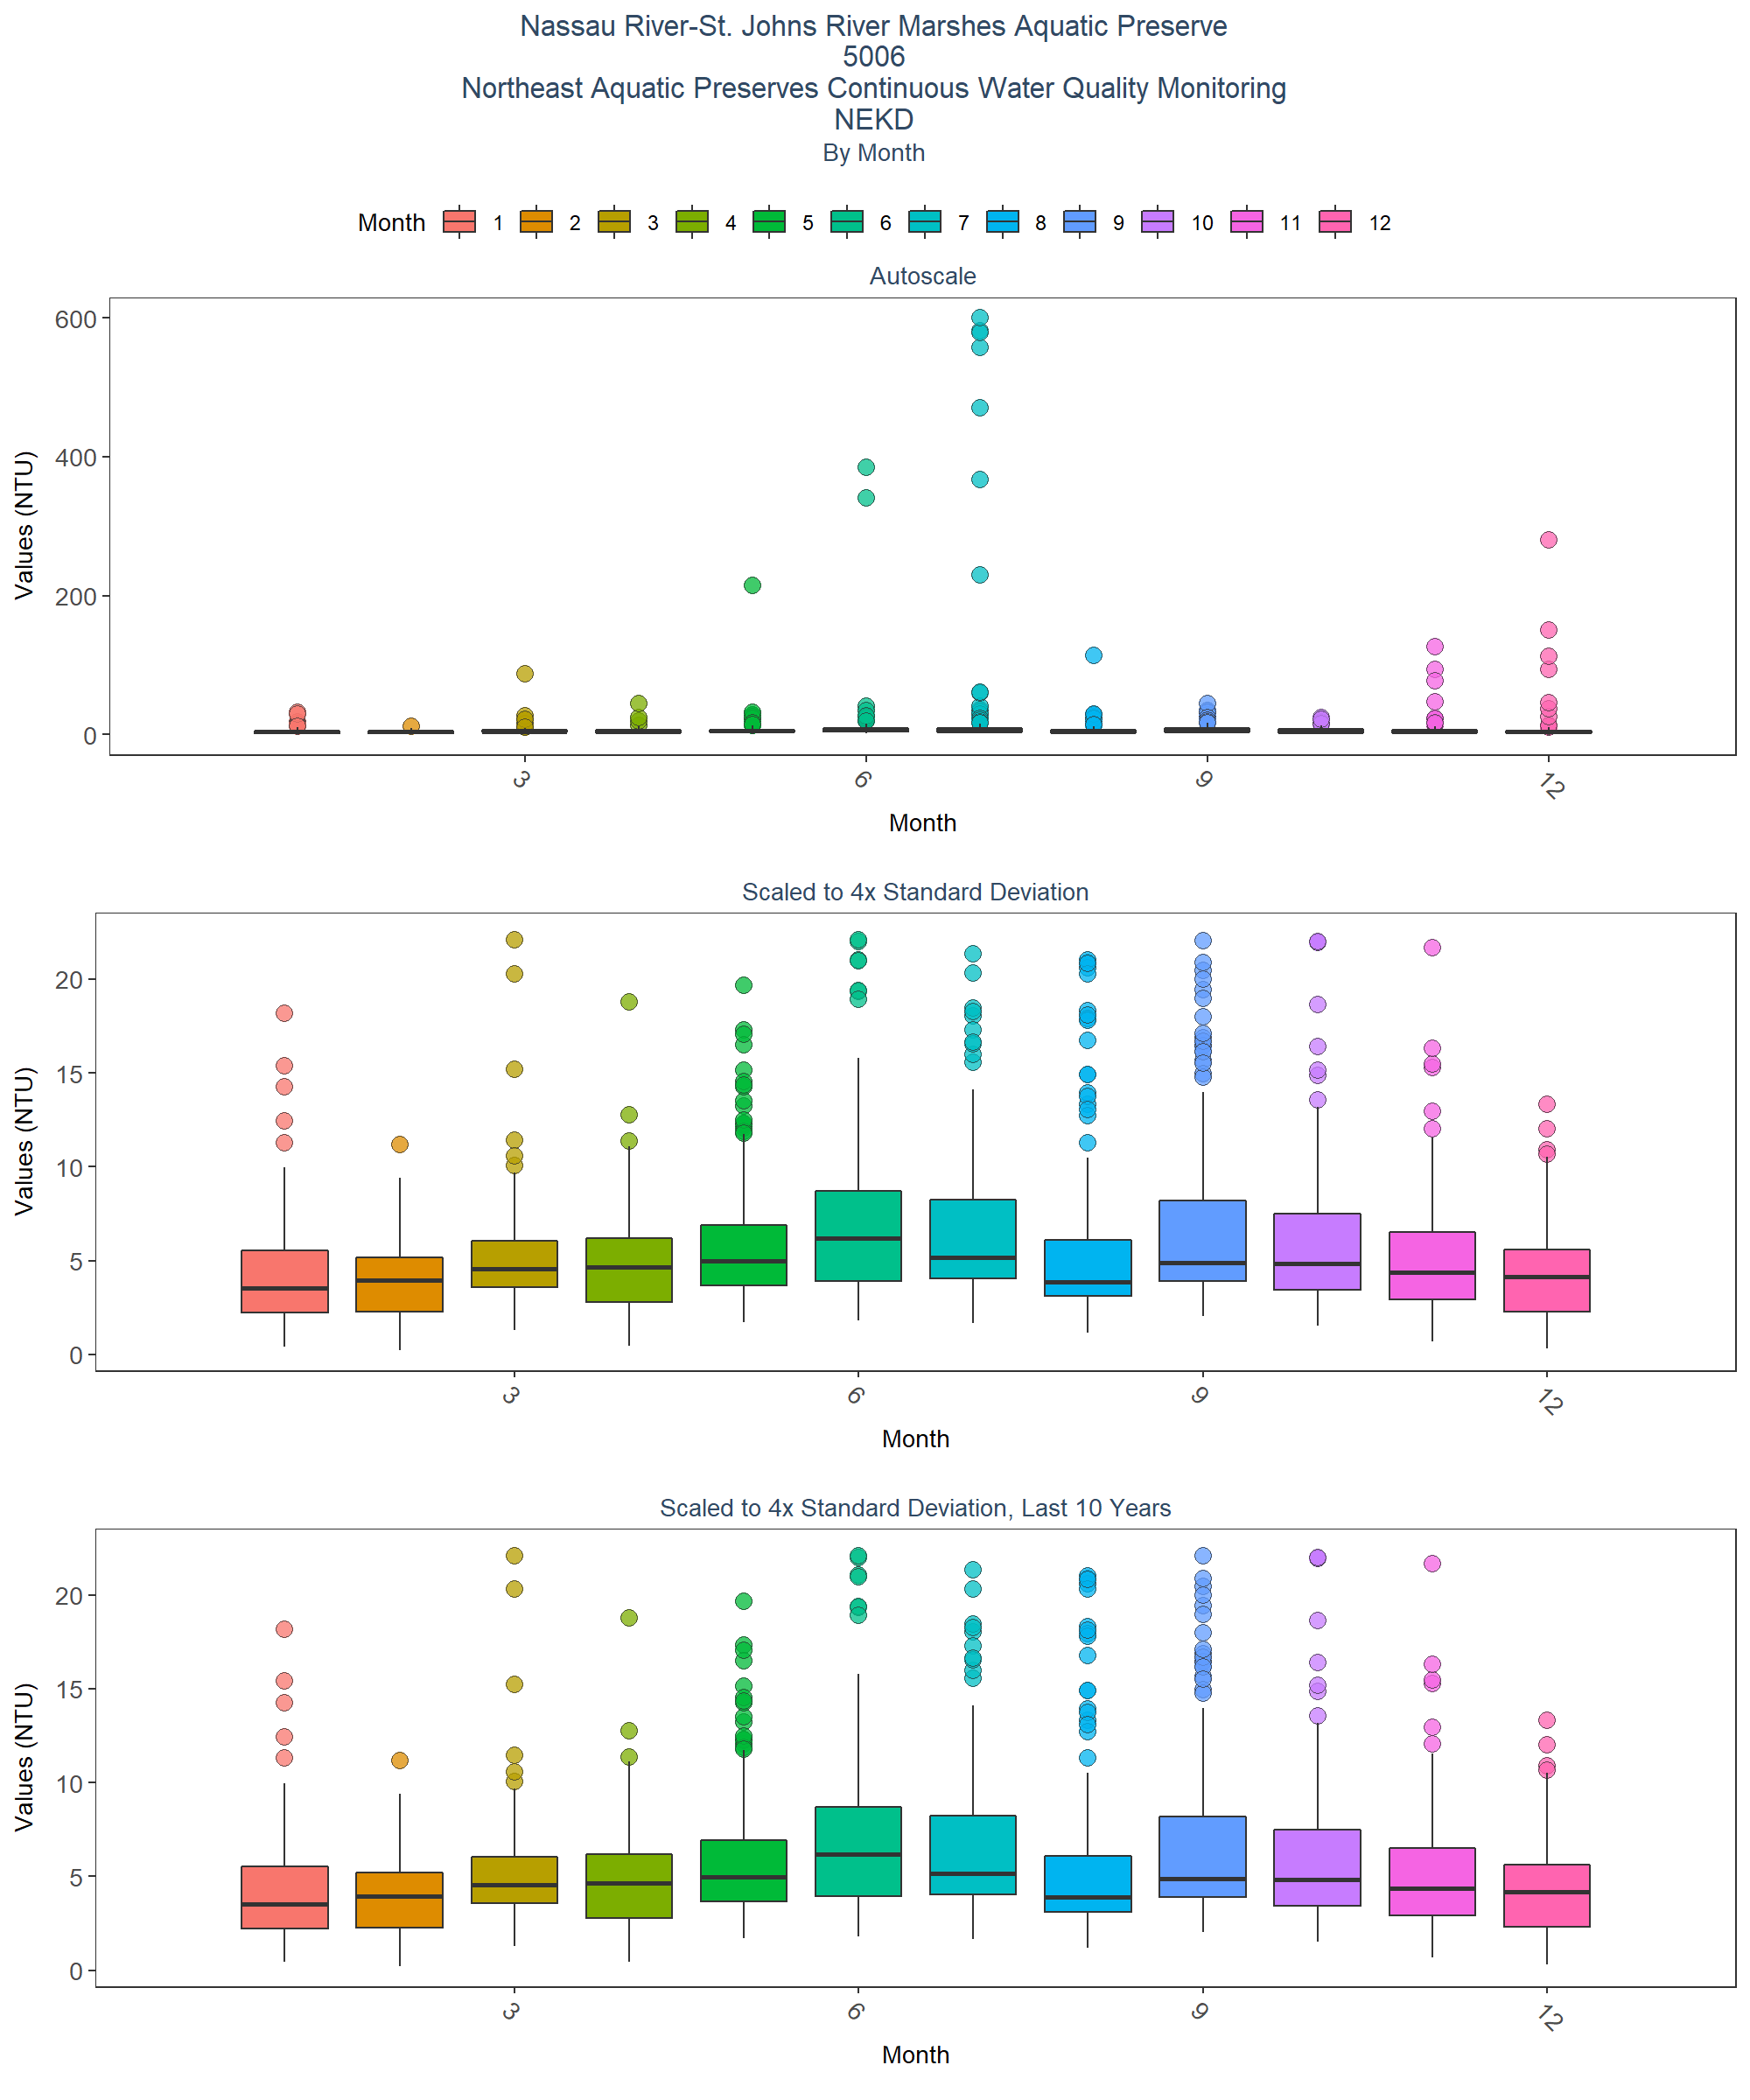 Nassau River-St. Johns River Marshes Aquatic Preserve
5006
Northeast Aquatic Preserves Continuous Water Quality Monitoring
NEKD
By Month
Month 1 2 3 4 5 6 7 8 9 10 11 12
Autoscale
Values (NTU)
600
400
200
0
3 6 9 12
Month
Scaled to 4x Standard Deviation
Values (NTU)
20
15
10
5
0
3 6 9 12
Month
Scaled to 4x Standard Deviation, Last 10 Years
Values (NTU)
20
15
10
5
0
3 6 9 12
Month